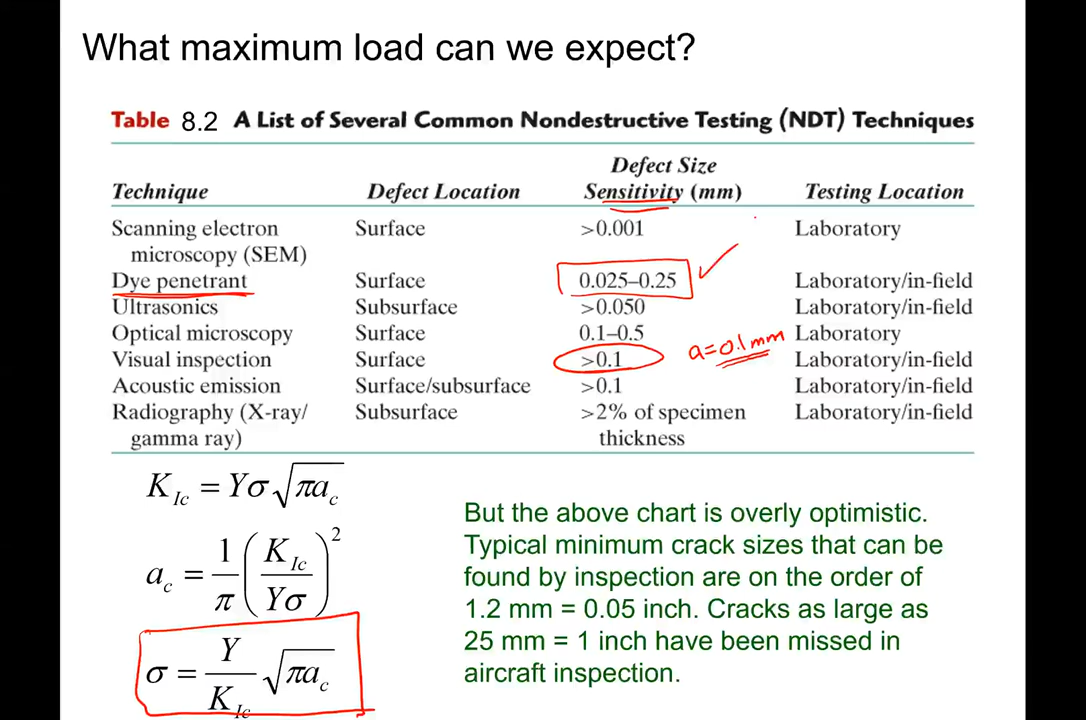 What maximum load can we expect?
Table 8.2 A List of Several Common Nondestructive Testing (NDT) Techniques
Defect Size
Technique Defect Location Sensitivity (mm) Testing Location
Scanning electron Surface >0.001 Laboratory
microscopy (SEM)
Dye penetrant Surface 0.025–0.25 Laboratory/in-field
Ultrasonics Subsurface >0.050 Laboratory/in-field
Optical microscopy Surface 0.1–0.5 Laboratory
a=0.1mm
Visual inspection Surface >0.1 Laboratory/in-field
Acoustic emission Surface/subsurface >0.1 Laboratory/in-field
Radiography (X-ray/ Subsurface >2% of specimen Laboratory/in-field
gamma ray) thickness
K_Ic = Yσ√(πa_c)
a_c = 1/π (K_Ic/Yσ)^2
σ = Y/K_Ic √(πa_c)
But the above chart is overly optimistic.
Typical minimum crack sizes that can be
found by inspection are on the order of
1.2 mm = 0.05 inch. Cracks as large as
25 mm = 1 inch have been missed in
aircraft inspection.